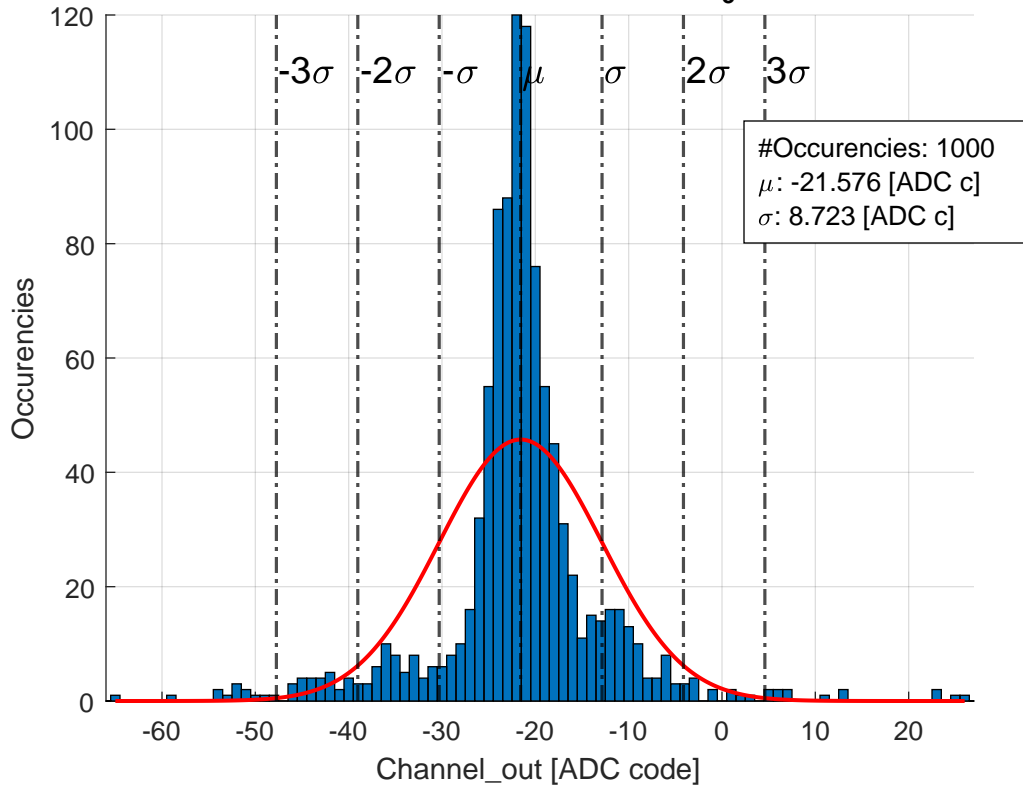 120
100
80
60
40
20
0
Occurencies
-3σ -2σ -σ μ σ 2σ 3σ
#Occurencies: 1000
μ: -21.576 [ADC c]
σ: 8.723 [ADC c]
-60 -50 -40 -30 -20 -10 0 10 20
Channel_out [ADC code]